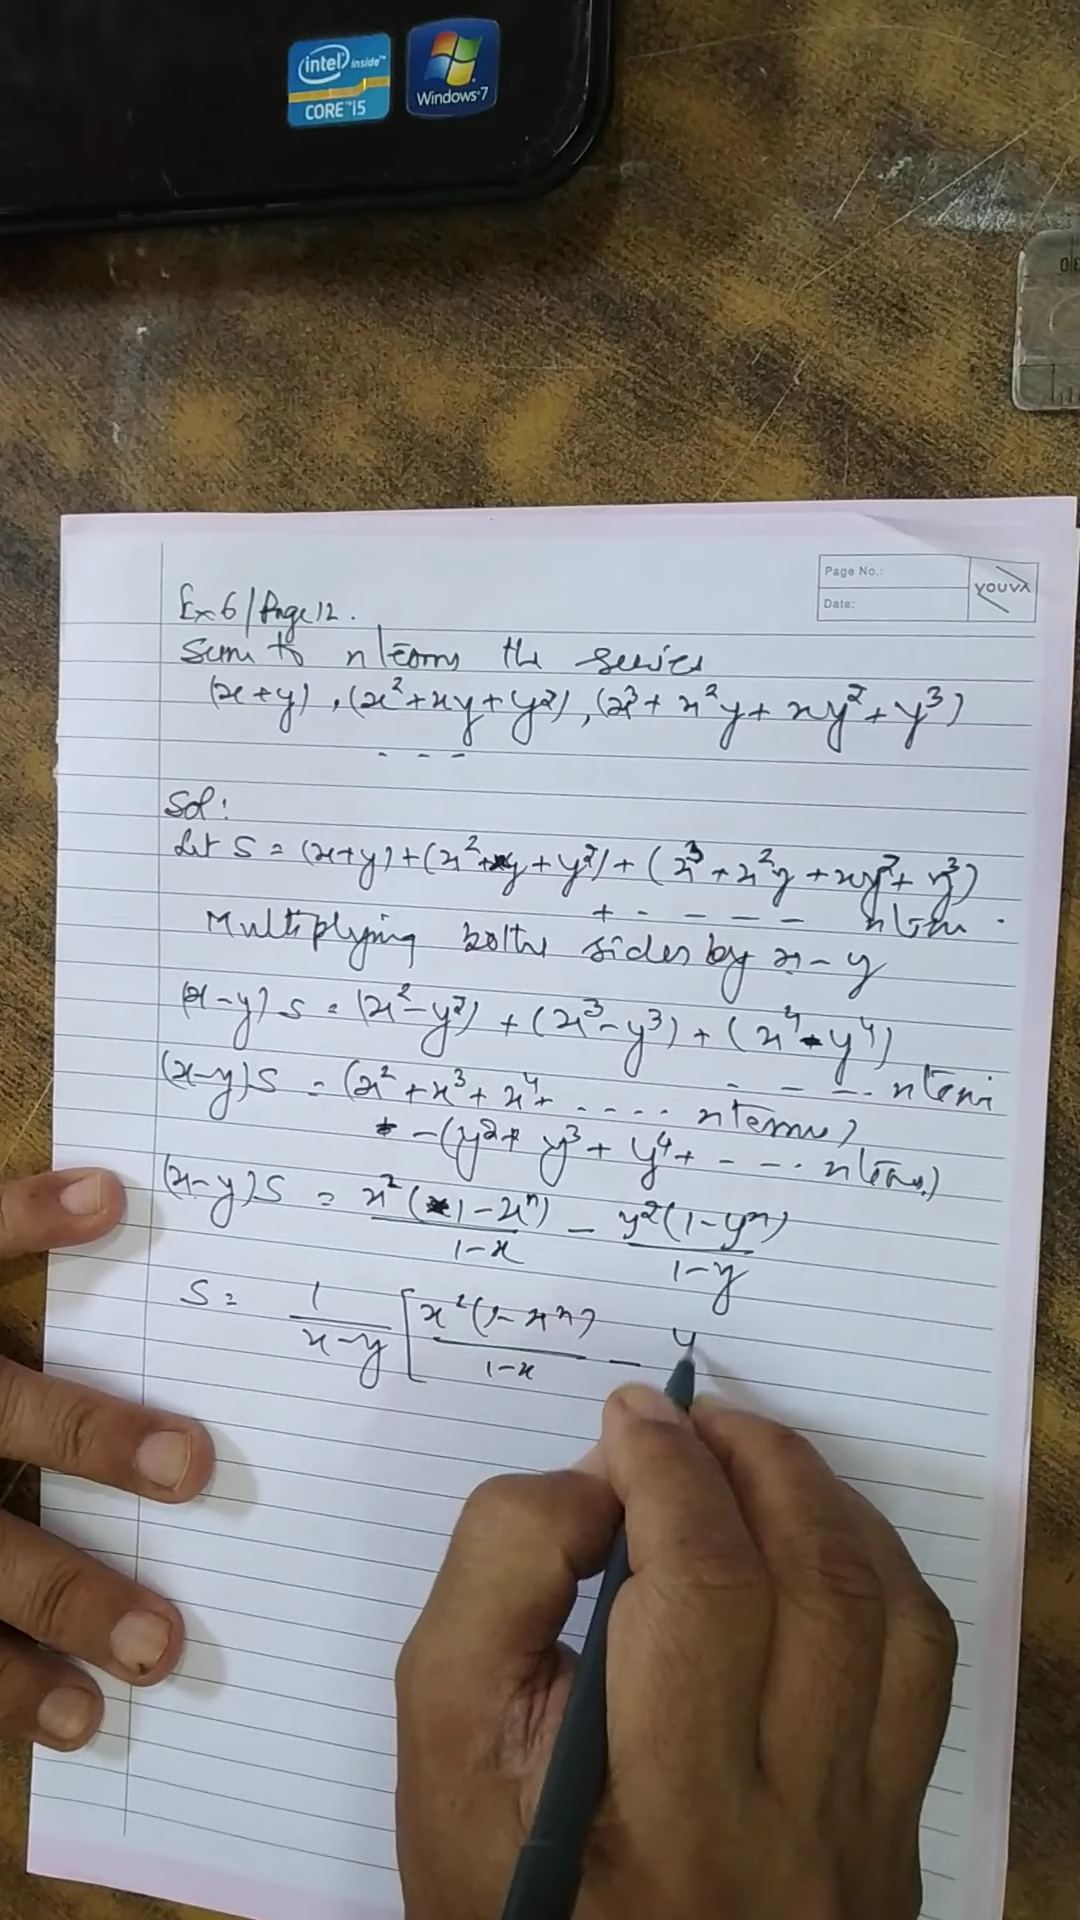 intel inside™
CORE™ i5
Windows 7
Page No.:
Date:
YOUVA
Ex 6 / Page 12.
Sum to n terms the series
(x+y), (x²+xy+y²), (x³+x²y+xy²+y³)
- - -
Sol:
Let S = (x+y)+(x²+xy+y²)+(x³+x²y+xy²+y³)
+ - - - - n term.
Multiplying both sides by x-y
(x-y)S = (x²-y²)+(x³-y³)+(x⁴-y⁴)
- - - . n term
(x-y)S = (x²+x³+x⁴+ ..... n terms)
-(y²+y³+y⁴+ - - .. n terms)
(x-y)S = x²(1-xⁿ)/1-x - y²(1-yⁿ)/1-y
S = 1/x-y [x²(1-xⁿ)/1-x - y